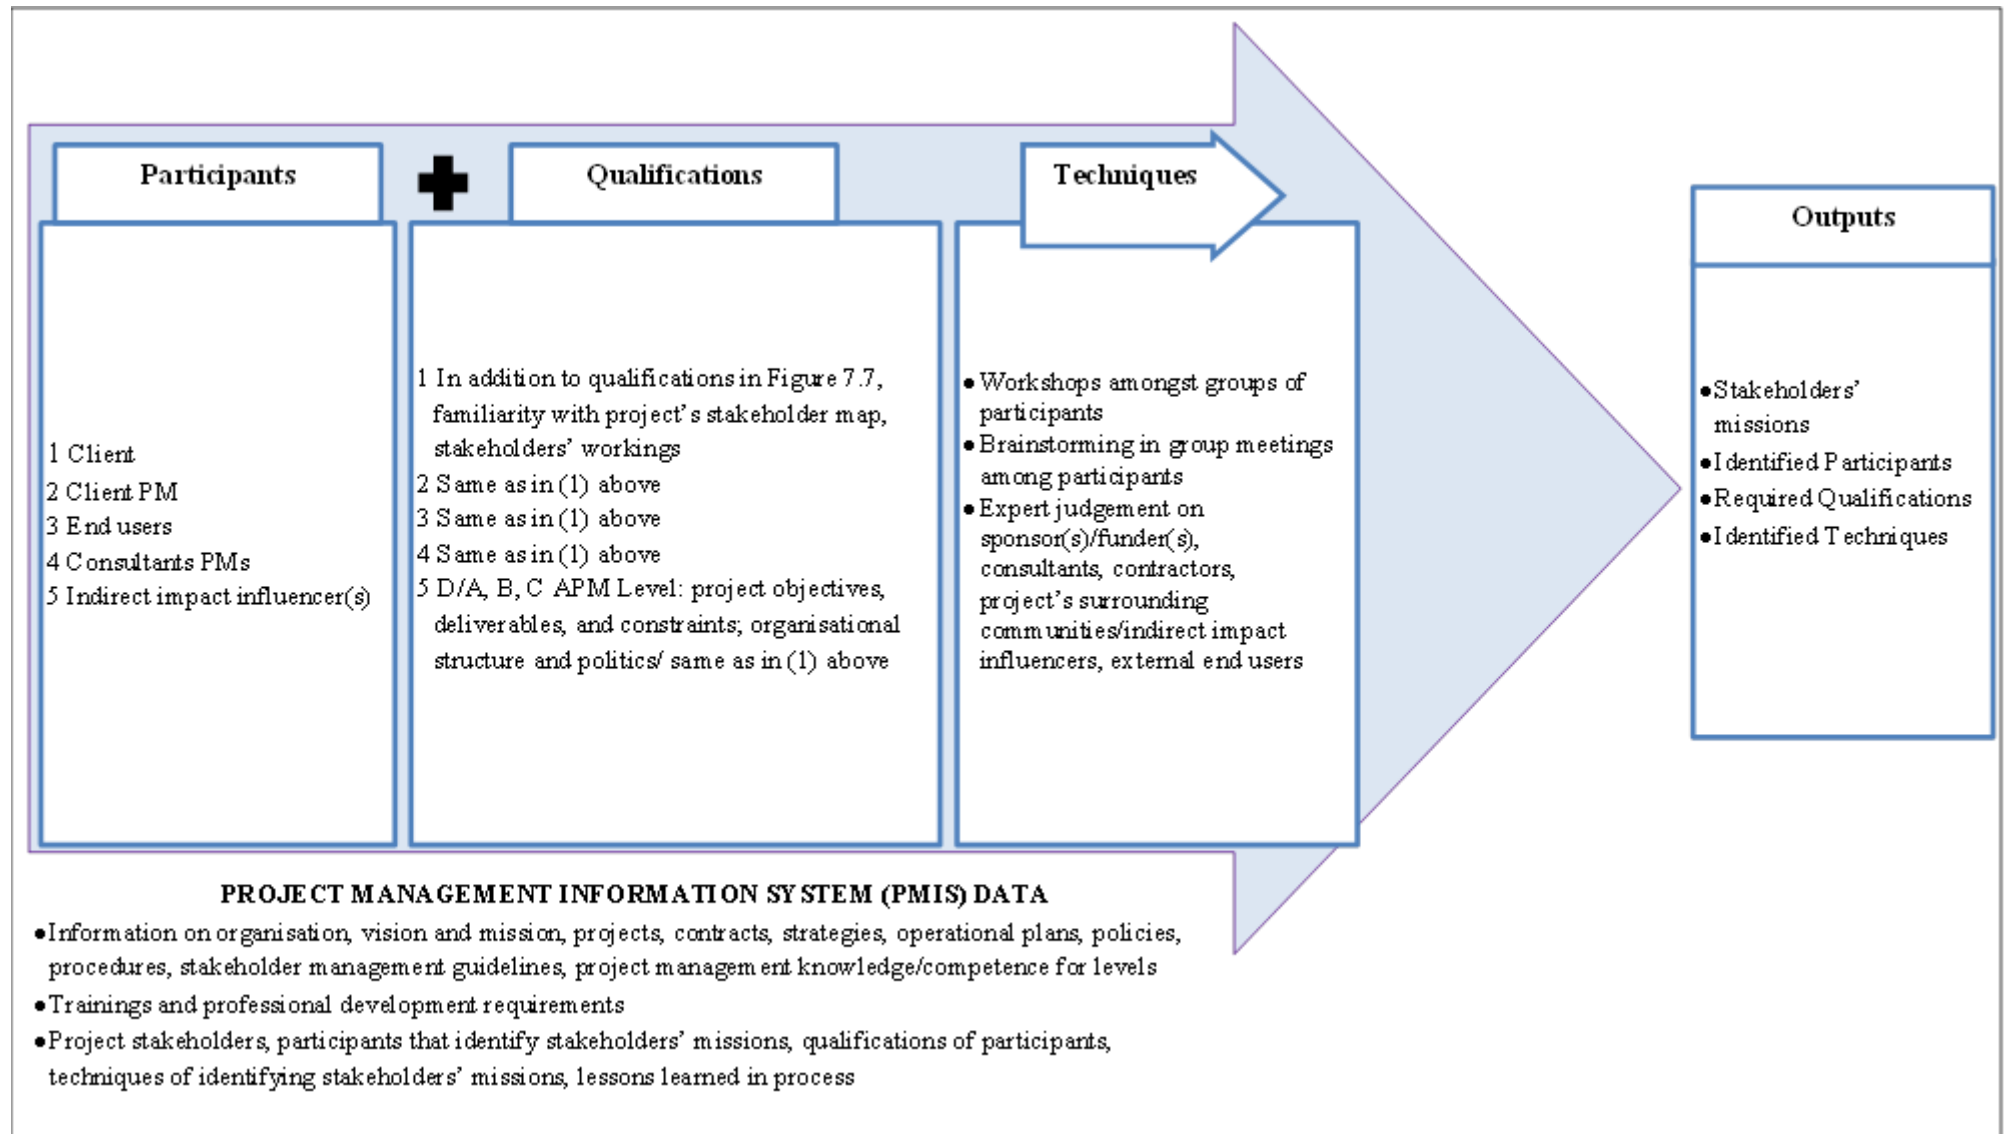 Participants
1 Client
2 Client PM
3 End users
4 Consultants PMs
5 Indirect impact influencer(s)
Qualifications
1 In addition to qualifications in Figure 7.7,
familiarity with project’s stakeholder map,
stakeholders’ workings
2 Same as in (1) above
3 Same as in (1) above
4 Same as in (1) above
5 D/A, B, C APM Level: project objectives,
deliverables, and constraints; organisational
structure and politics/ same as in (1) above
Techniques
●Workshops amongst groups of
participants
●Brainstorming in group meetings
among participants
●Expert judgement on
sponsor(s)/funder(s),
consultants, contractors,
project’s surrounding
communities/indirect impact
influencers, external end users
Outputs
●Stakeholders’
missions
●Identified Participants
●Required Qualifications
●Identified Techniques
PROJECT MANAGEMENT INFORMATION SYSTEM (PMIS) DATA
●Information on organisation, vision and mission, projects, contracts, strategies, operational plans, policies,
procedures, stakeholder management guidelines, project management knowledge/competence for levels
●Trainings and professional development requirements
●Project stakeholders, participants that identify stakeholders’ missions, qualifications of participants,
techniques of identifying stakeholders’ missions, lessons learned in process